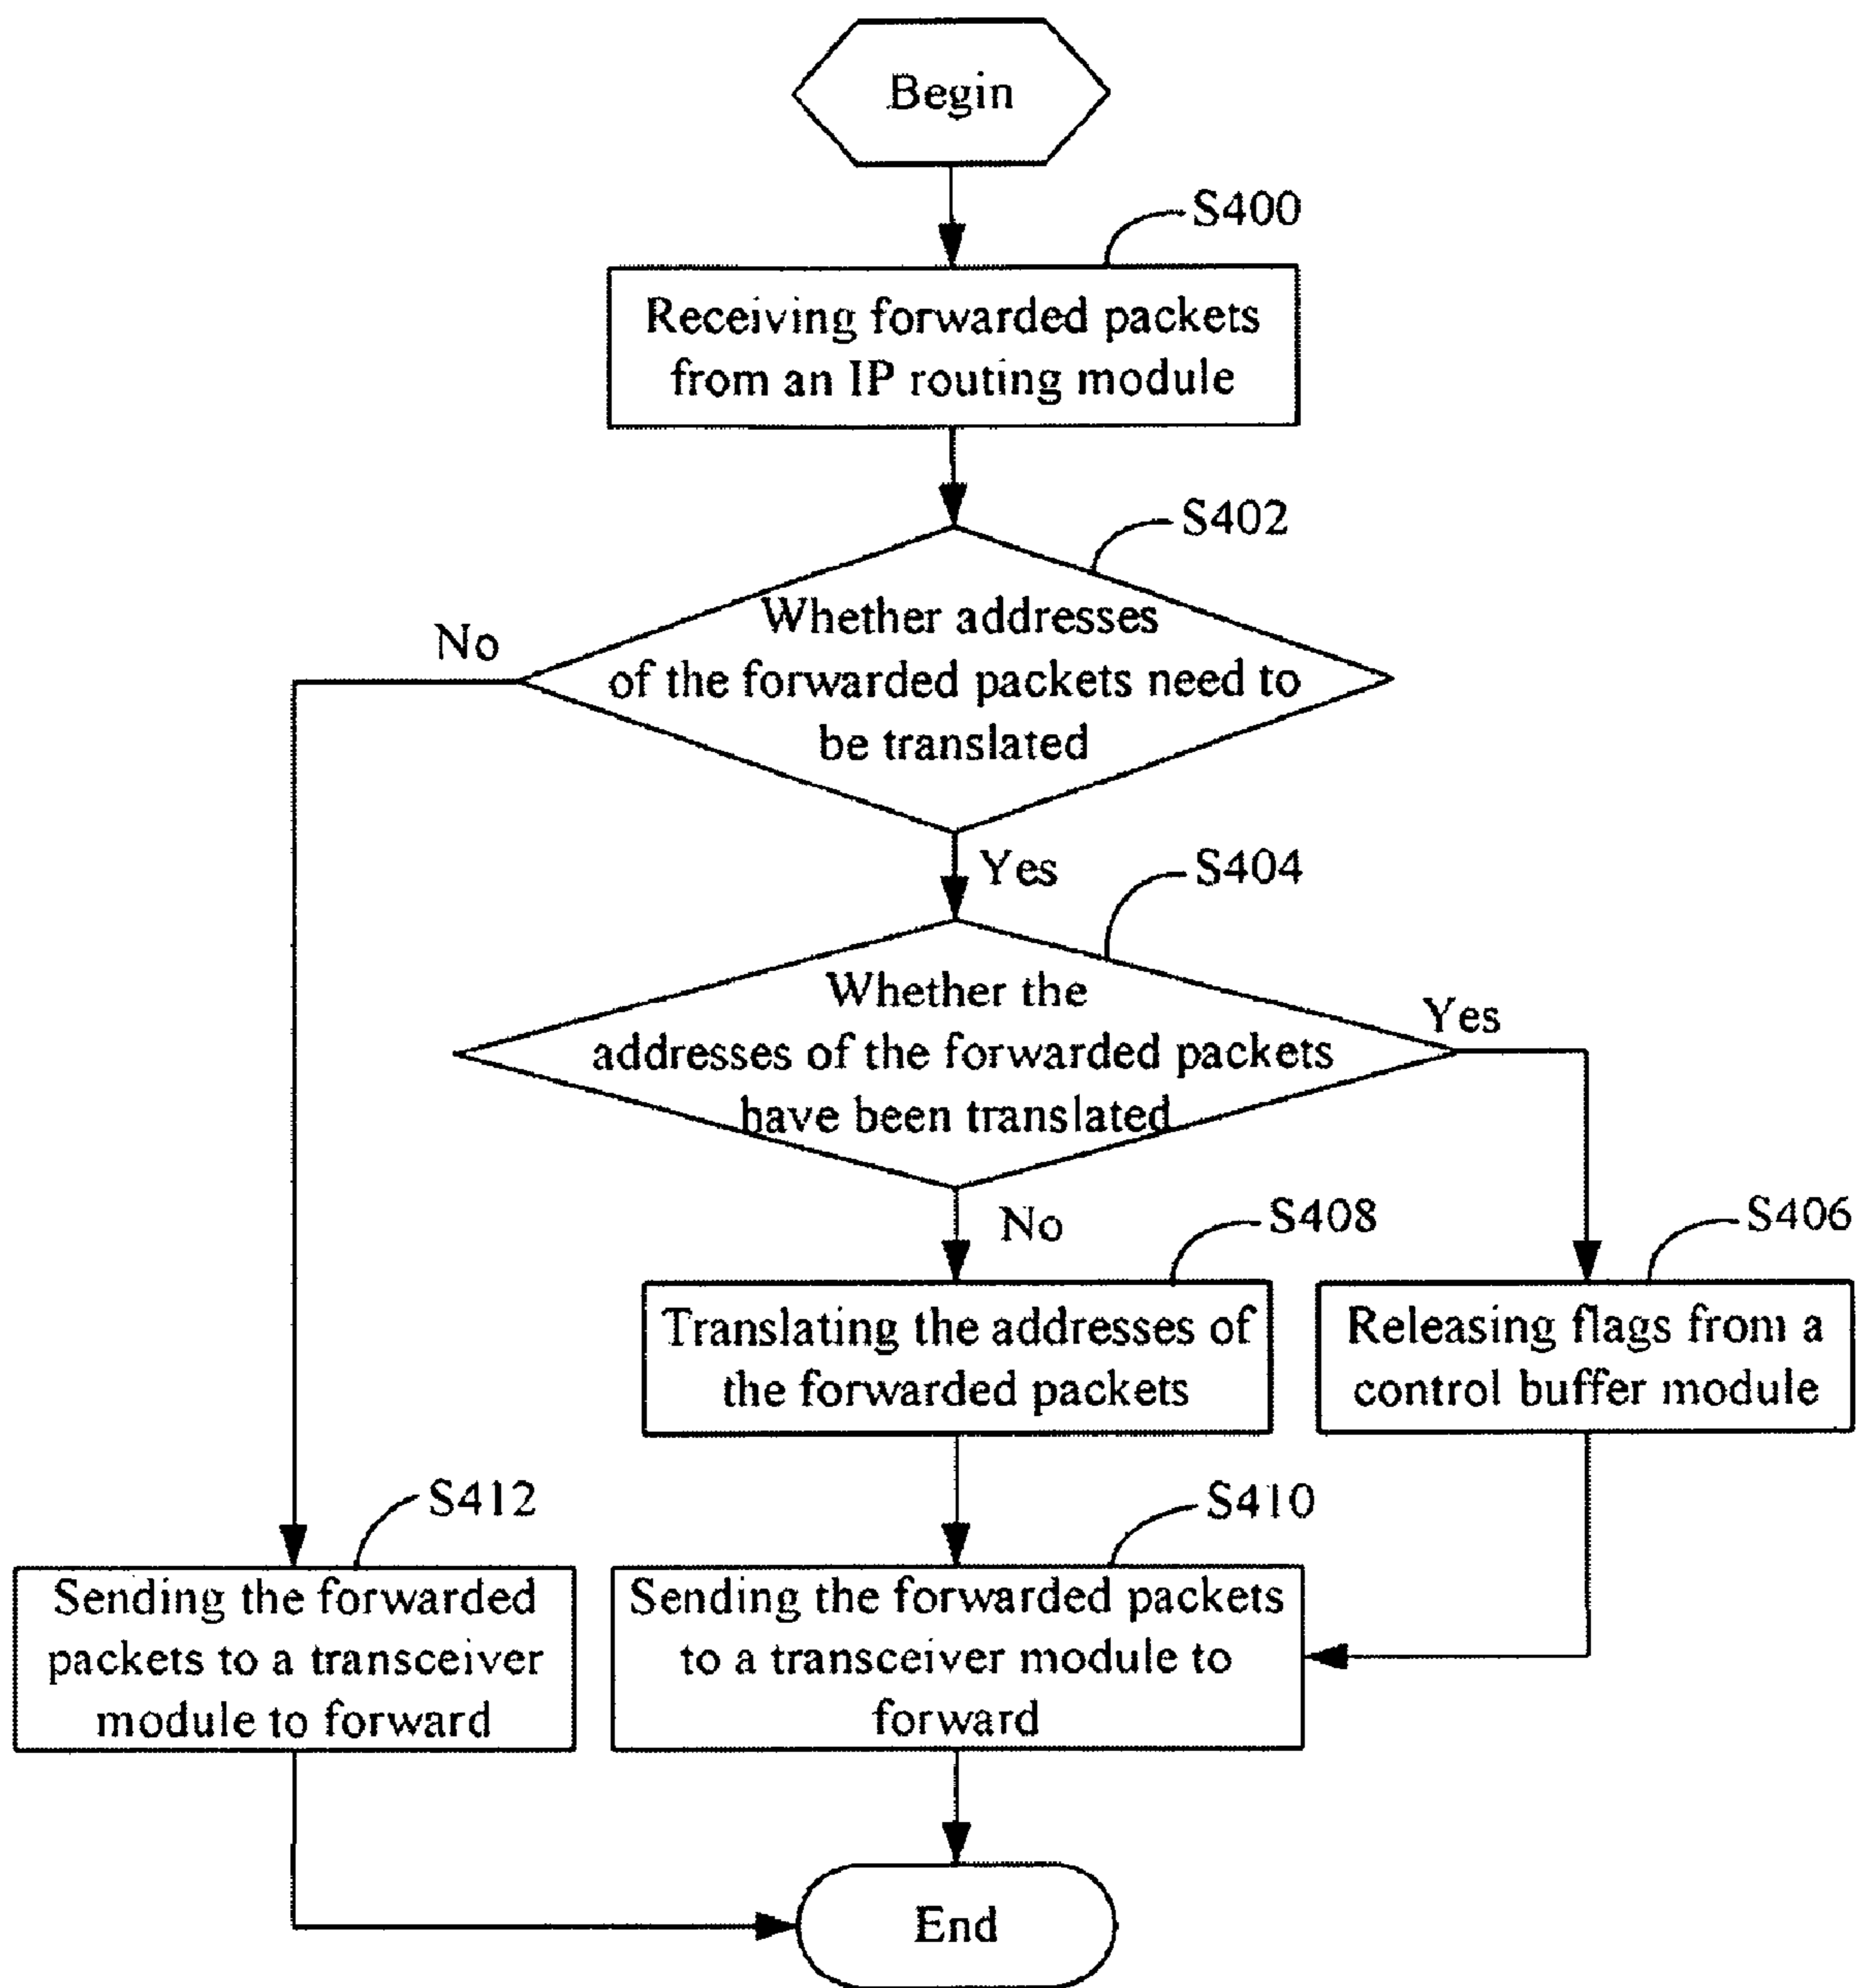 Begin
S400
Receiving forwarded packets
from an IP routing module
S402
Whether addresses
of the forwarded packets need to
be translated
No
Yes
S404
Whether the
addresses of the forwarded packets
have been translated
Yes
No
S408
S406
Translating the addresses of
the forwarded packets
Releasing flags from a
control buffer module
S412
S410
Sending the forwarded
packets to a transceiver
module to forward
Sending the forwarded packets
to a transceiver module to
forward
End